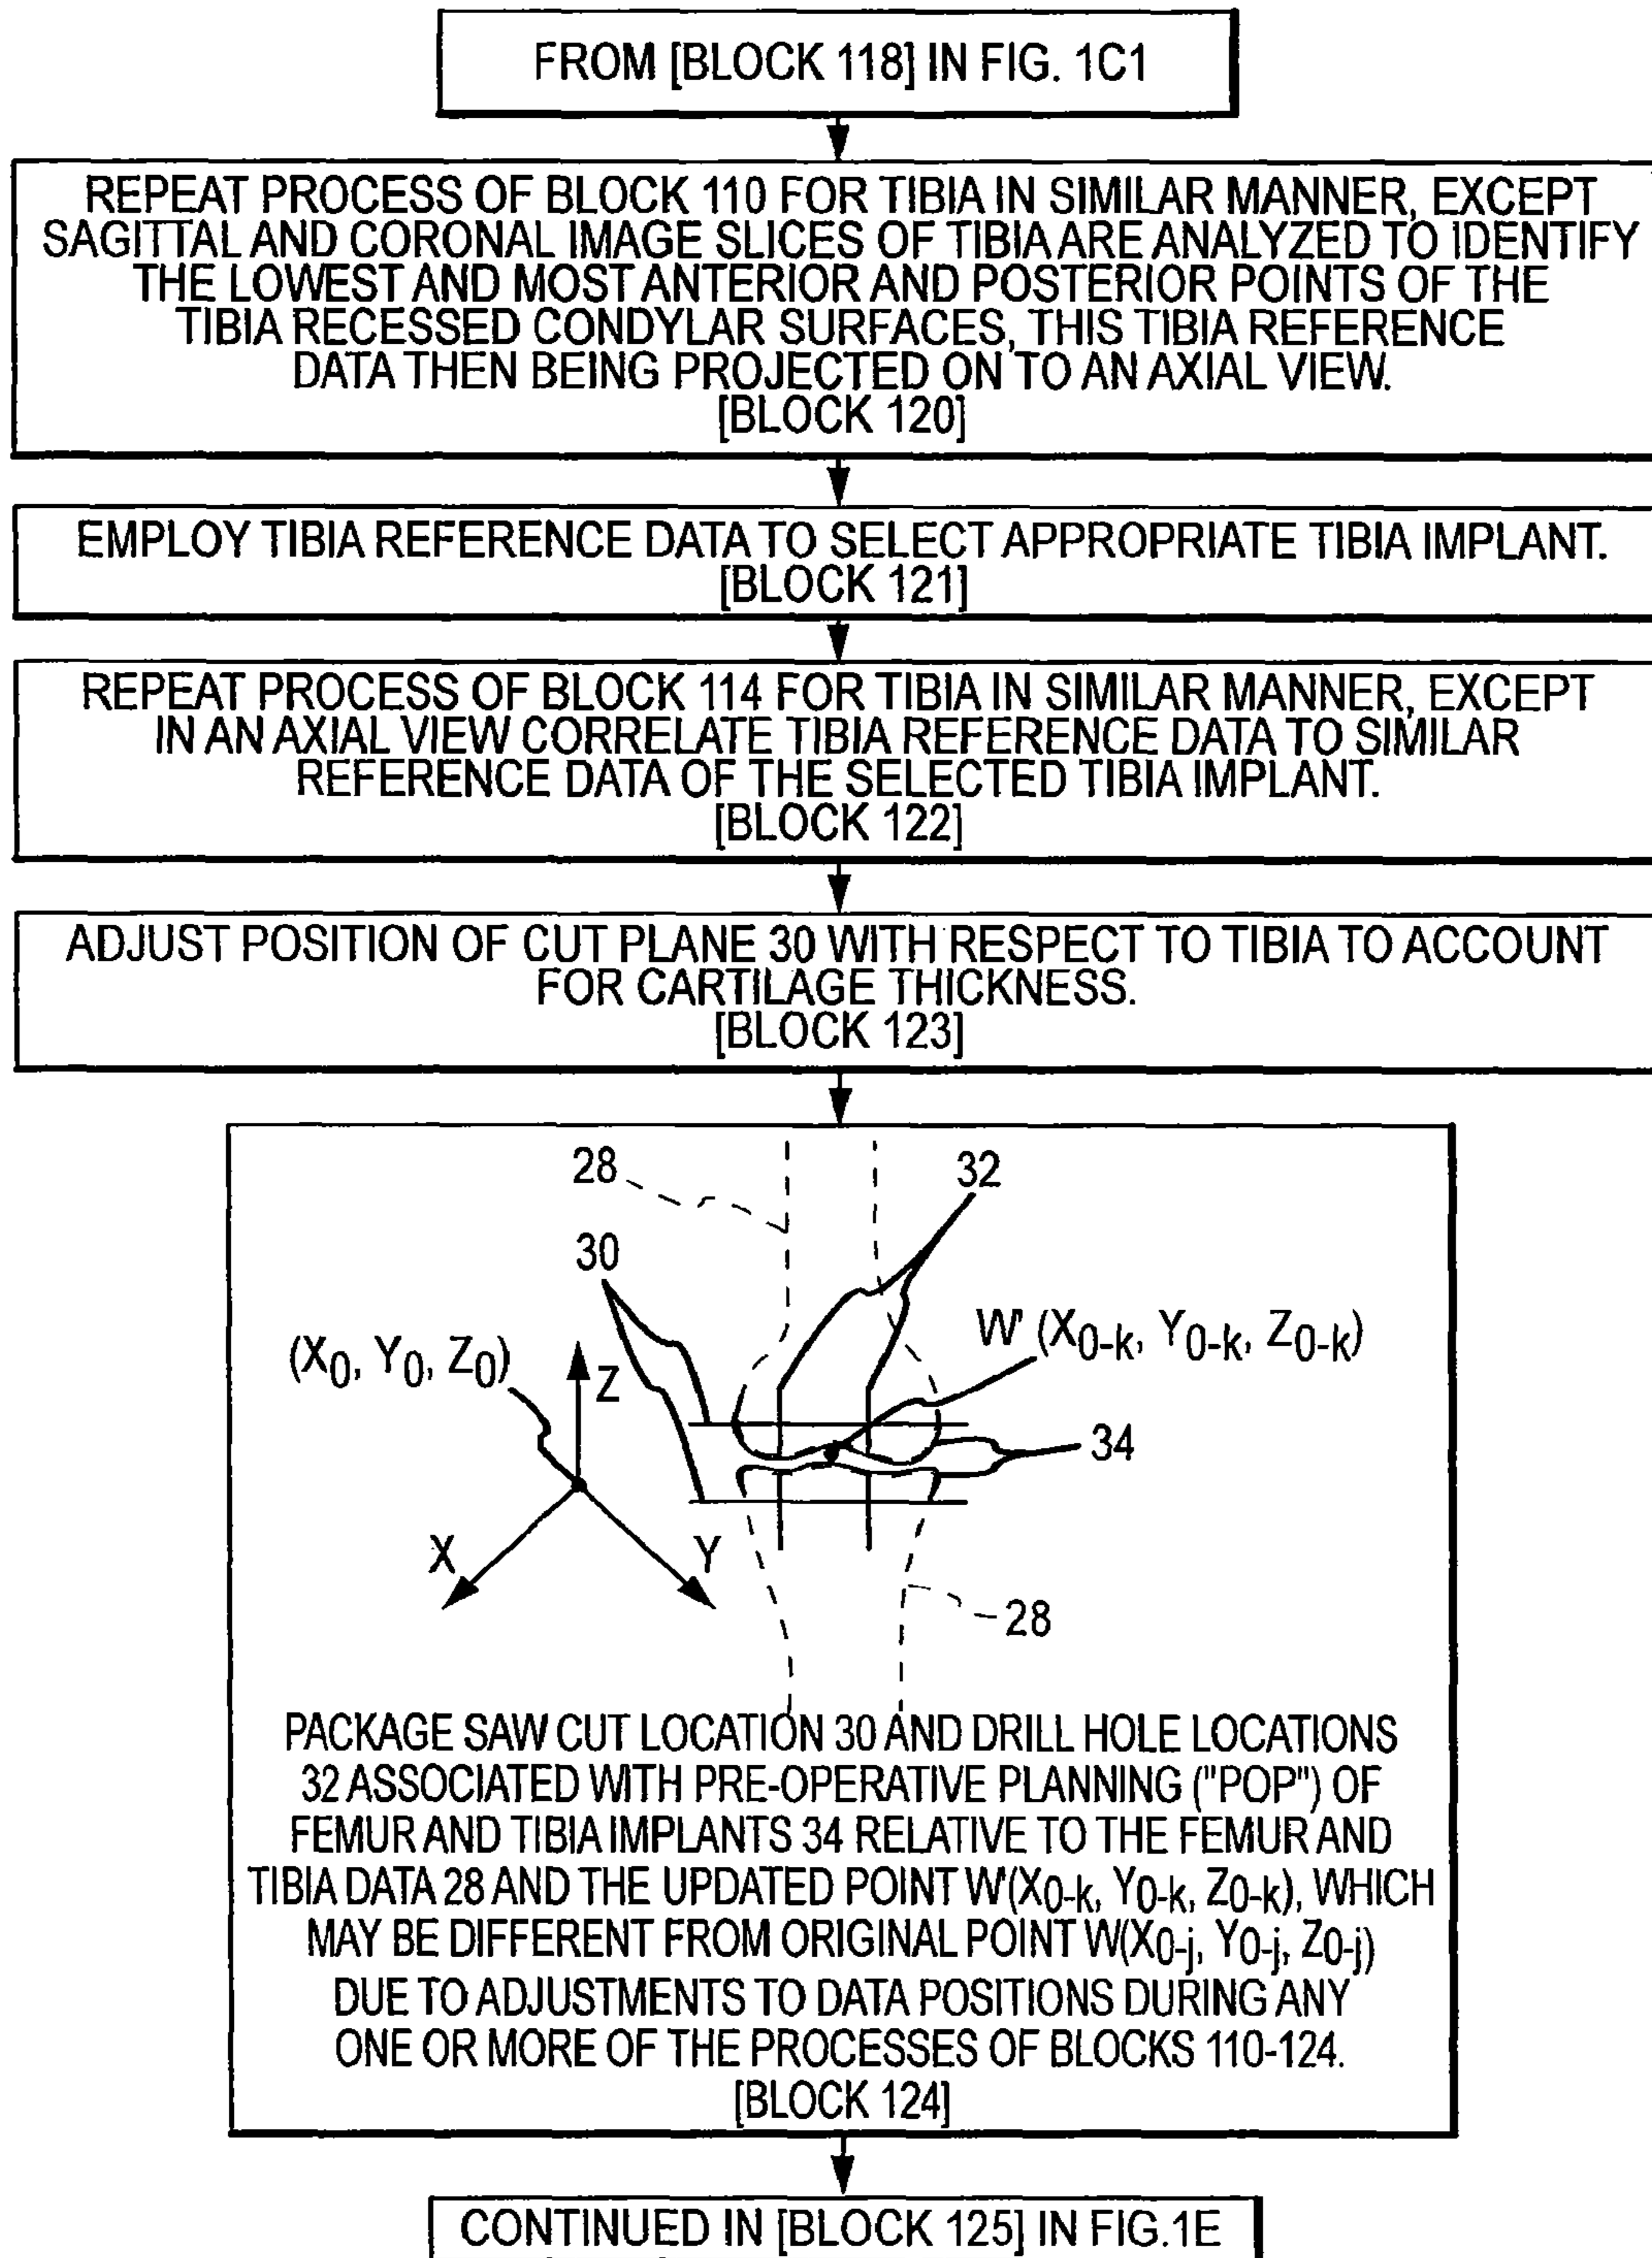 FROM [BLOCK 118] IN FIG. 1C1
REPEAT PROCESS OF BLOCK 110 FOR TIBIA IN SIMILAR MANNER, EXCEPT
SAGITTAL AND CORONAL IMAGE SLICES OF TIBIA ARE ANALYZED TO IDENTIFY
THE LOWEST AND MOST ANTERIOR AND POSTERIOR POINTS OF THE
TIBIA RECESSED CONDYLAR SURFACES, THIS TIBIA REFERENCE
DATA THEN BEING PROJECTED ON TO AN AXIAL VIEW.
[BLOCK 120]
EMPLOY TIBIA REFERENCE DATA TO SELECT APPROPRIATE TIBIA IMPLANT.
[BLOCK 121]
REPEAT PROCESS OF BLOCK 114 FOR TIBIA IN SIMILAR MANNER, EXCEPT
IN AN AXIAL VIEW CORRELATE TIBIA REFERENCE DATA TO SIMILAR
REFERENCE DATA OF THE SELECTED TIBIA IMPLANT.
[BLOCK 122]
ADJUST POSITION OF CUT PLANE 30 WITH RESPECT TO TIBIA TO ACCOUNT
FOR CARTILAGE THICKNESS.
[BLOCK 123]
28
32
30
W' (X0-k, Y0-k, Z0-k)
(X0, Y0, Z0)
Z
34
X
Y
28
PACKAGE SAW CUT LOCATION 30 AND DRILL HOLE LOCATIONS
32 ASSOCIATED WITH PRE-OPERATIVE PLANNING ("POP") OF
FEMUR AND TIBIA IMPLANTS 34 RELATIVE TO THE FEMUR AND
TIBIA DATA 28 AND THE UPDATED POINT W'(X0-k, Y0-k, Z0-k), WHICH
MAY BE DIFFERENT FROM ORIGINAL POINT W(X0-j, Y0-j, Z0-j)
DUE TO ADJUSTMENTS TO DATA POSITIONS DURING ANY
ONE OR MORE OF THE PROCESSES OF BLOCKS 110-124.
[BLOCK 124]
CONTINUED IN [BLOCK 125] IN FIG.1E